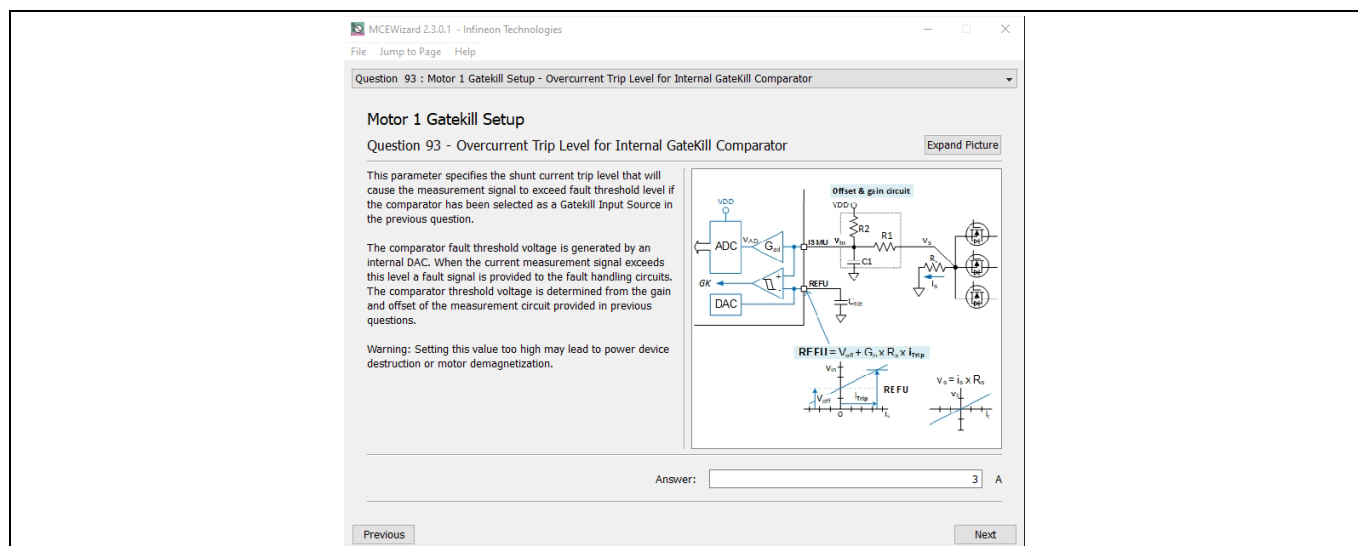 MCEWizard 2.3.0.1 - Infineon Technologies
File Jump to Page Help
Question 93 : Motor 1 Gatekill Setup - Overcurrent Trip Level for Internal GateKill Comparator
Motor 1 Gatekill Setup
Question 93 - Overcurrent Trip Level for Internal GateKill Comparator
Expand Picture
This parameter specifies the shunt current trip level that will
cause the measurement signal to exceed fault threshold level if
the comparator has been selected as a Gatekill Input Source in
the previous question.
The comparator fault threshold voltage is generated by an
internal DAC. When the current measurement signal exceeds
this level a fault signal is provided to the fault handling circuits.
The comparator threshold voltage is determined from the gain
and offset of the measurement circuit provided in previous
questions.
Warning: Setting this value too high may lead to power device
destruction or motor demagnetization.
Offset & gain circuit
VDD
VDD
R2
R1
ADC
VAD
Gad
Vin
Vs
C1
Is
GK
REFU
DAC
REFU = Voff + Gin x Rs x iTrip
Vin
Voff
iTrip
REFU
0
vs = is x Rs
Answer:
3 A
Previous
Next